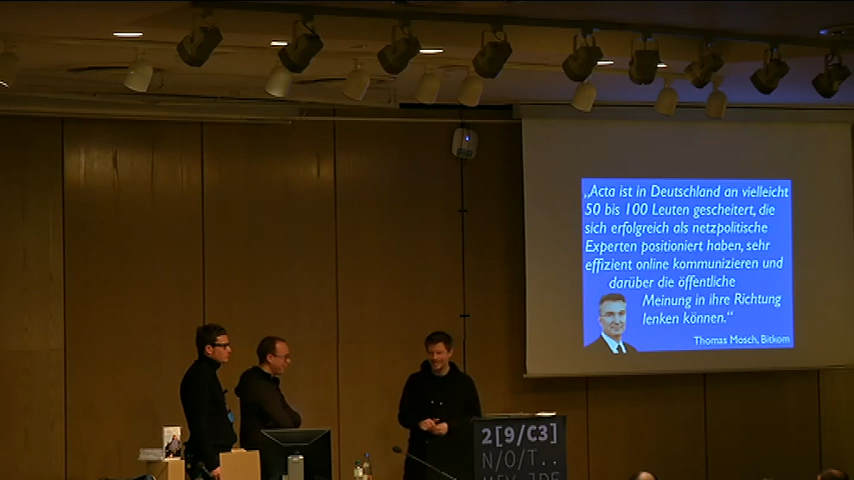 „Acta ist in Deutschland an vielleicht
50 bis 100 Leuten gescheitert, die
sich erfolgreich als netzpolitische
Experten positioniert haben, sehr
effizient online kommunizieren und
darüber die öffentliche
Meinung in ihre Richtung
lenken können.“
Thomas Mosch, Bitkom
2[9/C3]
N/O/T..